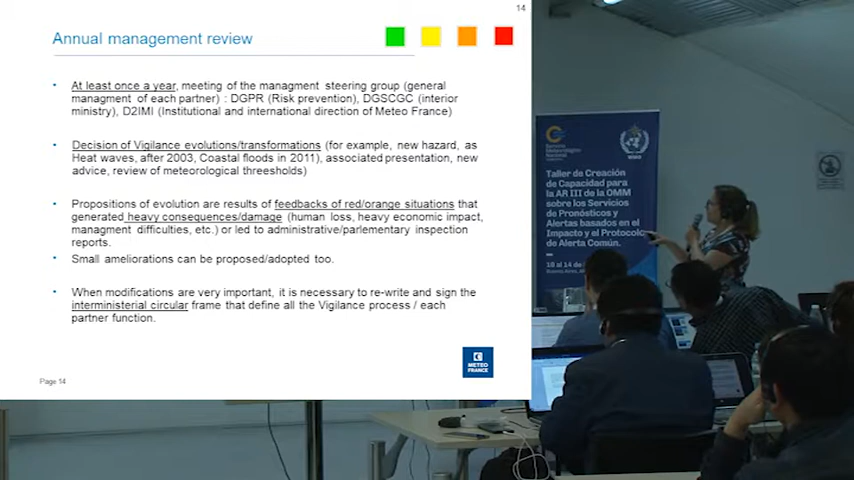 14
Annual management review
• At least once a year, meeting of the managment steering group (general
managment of each partner) : DGPR (Risk prevention), DGSCGC (interior
ministry), D2IMI (Institutional and international direction of Meteo France)
• Decision of Vigilance evolutions/transformations (for example, new hazard, as
Heat waves, after 2003, Coastal floods in 2011), associated presentation, new
advice, review of meteorological thresholds)
• Propositions of evolution are results of feedbacks of red/orange situations that
generated heavy consequences/damage (human loss, heavy economic impact,
managment difficulties, etc.) or led to administrative/parlementary inspection
reports.
• Small ameliorations can be proposed/adopted too.
• When modifications are very important, it is necessary to re-write and sign the
interministerial circular frame that define all the Vigilance process / each
partner function.
METEO
FRANCE
Page 14
Servicio
Meteorológico
Nacional
WMO
Taller de Creación
de Capacidad para
la AR III de la OMM
sobre los Servicios
de Pronósticos y
Alertas basados en el
Impacto y el Protocolo
de Alerta Común.
Buenos Aires,